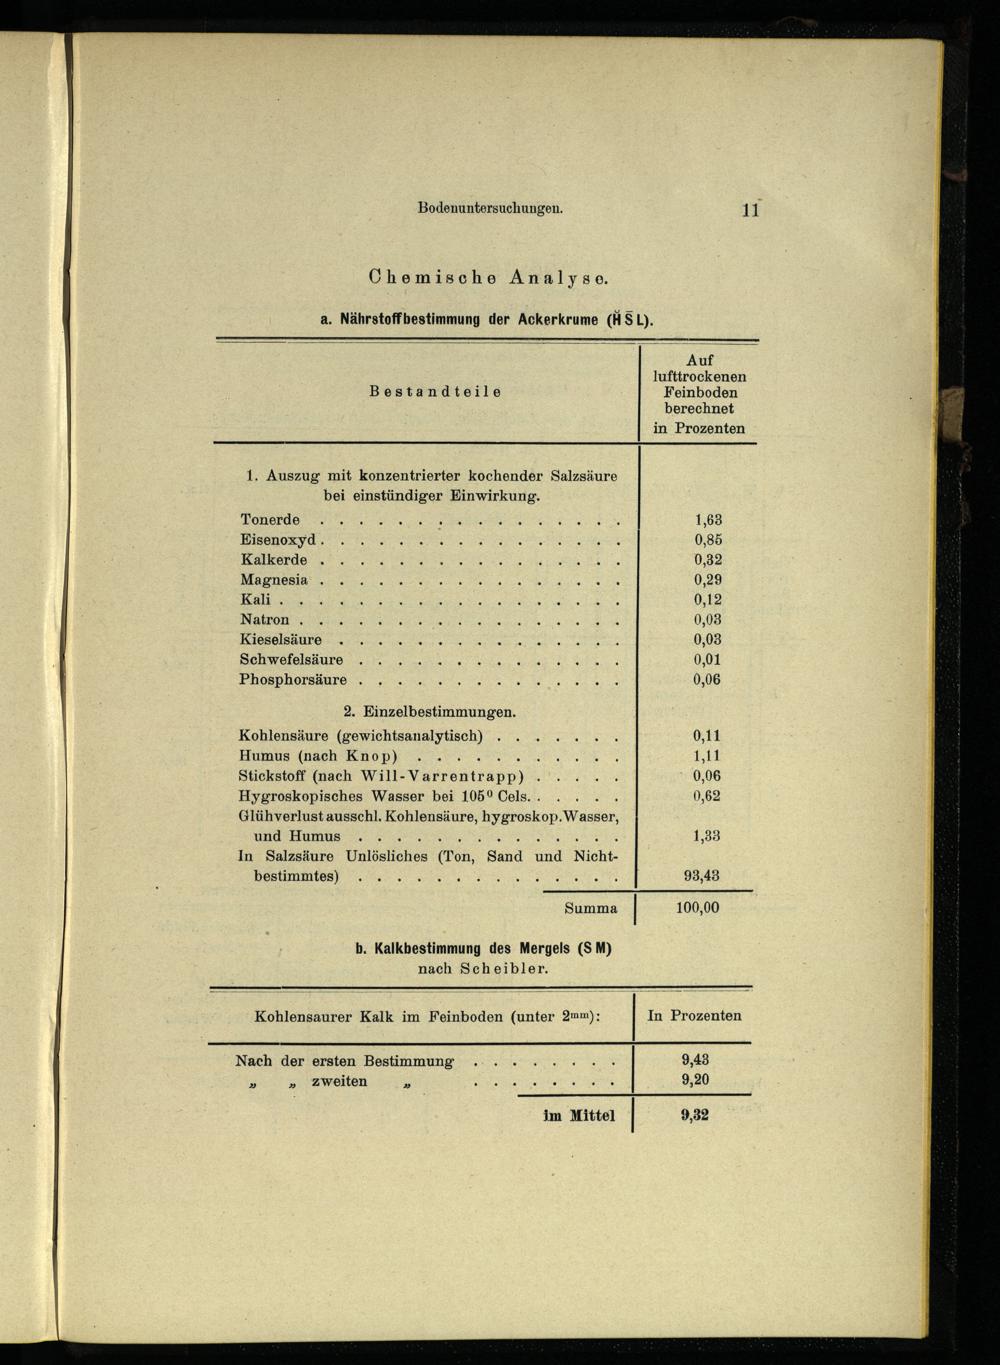 Bodenuntersuchungen. 11
Chemische Analyse.
a. Nährstoffbestimmung der Ackerkrume (H̆S̄L).
Bestandteile
Auf
lufttrockenen
Feinboden
berechnet
in Prozenten
1. Auszug mit konzentrierter kochender Salzsäure
bei einstündiger Einwirkung.
Tonerde . . . . . . . . . . . . . . . . 1,63
Eisenoxyd . . . . . . . . . . . . . . . . 0,85
Kalkerde . . . . . . . . . . . . . . . . 0,32
Magnesia . . . . . . . . . . . . . . . . 0,29
Kali . . . . . . . . . . . . . . . . . . 0,12
Natron . . . . . . . . . . . . . . . . . 0,03
Kieselsäure . . . . . . . . . . . . . . . 0,03
Schwefelsäure . . . . . . . . . . . . . . 0,01
Phosphorsäure . . . . . . . . . . . . . . 0,06
2. Einzelbestimmungen.
Kohlensäure (gewichtsanalytisch) . . . . . . . 0,11
Humus (nach Knop) . . . . . . . . . . . 1,11
Stickstoff (nach Will-Varrentrapp) . . . . . 0,06
Hygroskopisches Wasser bei 105⁰ Cels. . . . . . 0,62
Glühverlust ausschl. Kohlensäure, hygroskop. Wasser,
und Humus . . . . . . . . . . . . . . 1,33
In Salzsäure Unlösliches (Ton, Sand und Nicht-
bestimmtes) . . . . . . . . . . . . . . 93,43
Summa 100,00
b. Kalkbestimmung des Mergels (SM)
nach Scheibler.
Kohlensaurer Kalk im Feinboden (unter 2ᵐᵐ): In Prozenten
Nach der ersten Bestimmung . . . . . . . . 9,43
„ „ zweiten „ . . . . . . . . 9,20
im Mittel 9,32